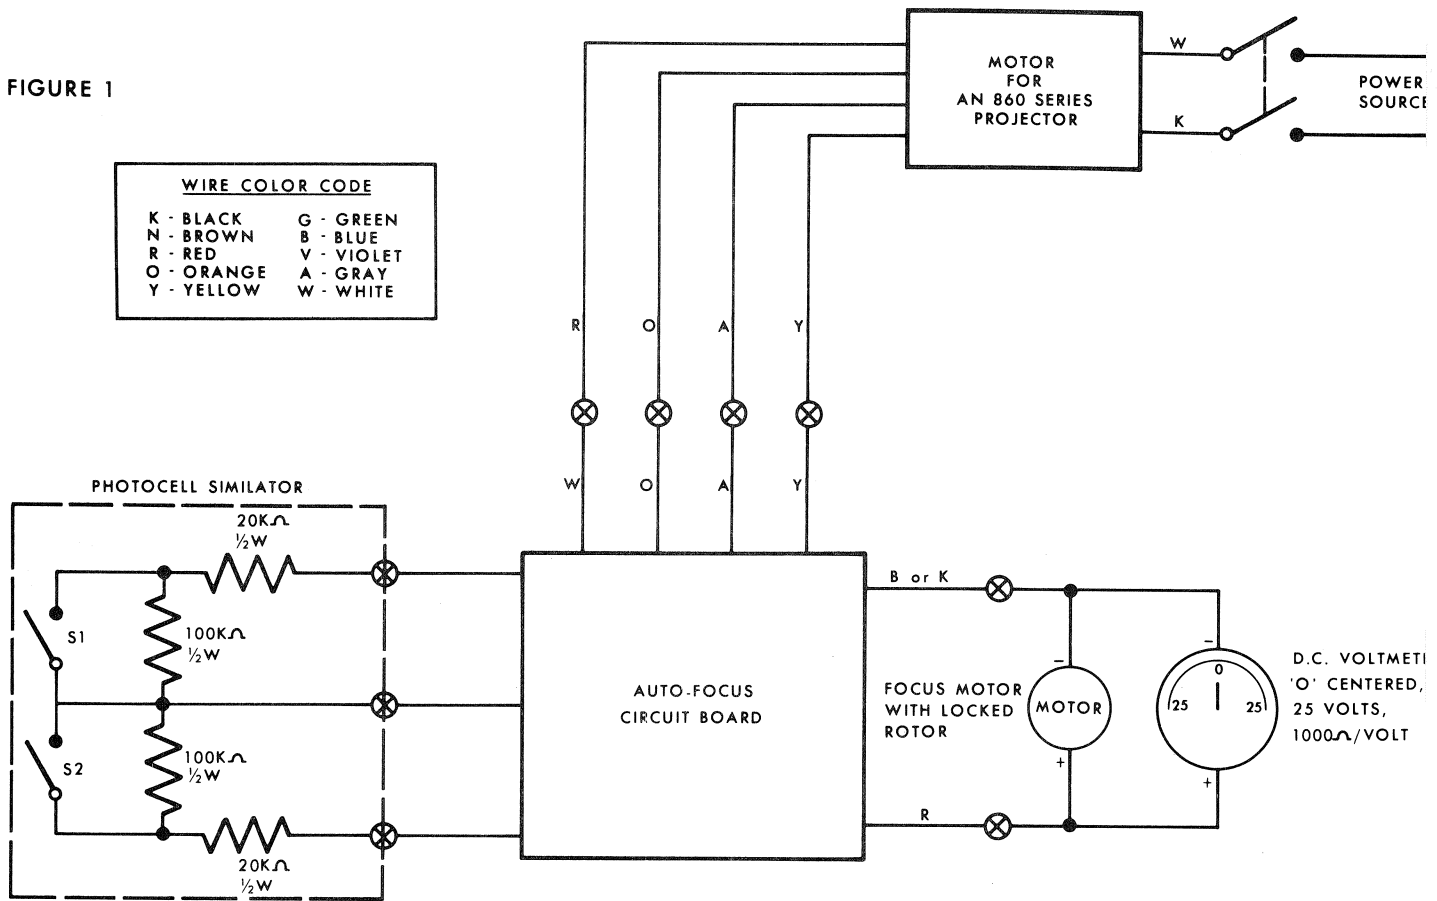 FIGURE 1
WIRE COLOR CODE
K - BLACK G - GREEN
N - BROWN B - BLUE
R - RED V - VIOLET
O - ORANGE A - GRAY
Y - YELLOW W - WHITE
MOTOR
FOR
AN 860 SERIES
PROJECTOR
W
K
POWER
SOURCE
R O A Y
W O A Y
PHOTOCELL SIMILATOR
20KΩ
½W
S1
100KΩ
½W
S2
100KΩ
½W
20KΩ
½W
AUTO-FOCUS
CIRCUIT BOARD
B or K
R
FOCUS MOTOR
WITH LOCKED
ROTOR
-
MOTOR
+
-
0
25 25
+
D.C. VOLTMET
'O' CENTERED,
25 VOLTS,
1000Ω/VOLT